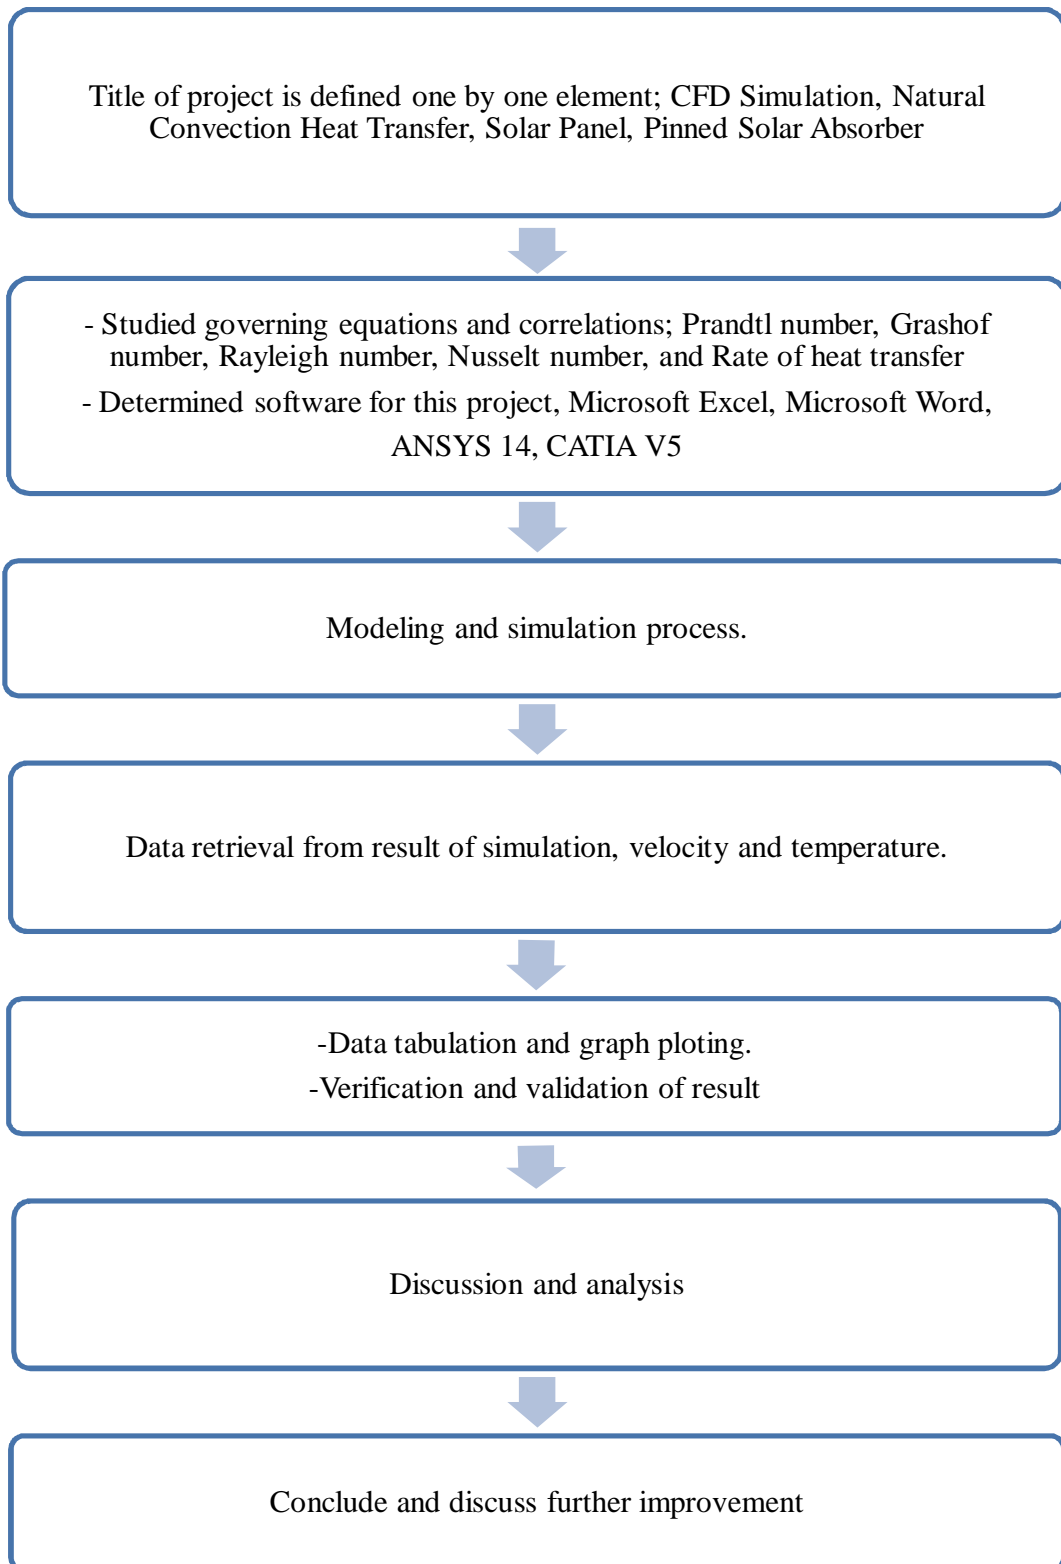 Title of project is defined one by one element; CFD Simulation, Natural
Convection Heat Transfer, Solar Panel, Pinned Solar Absorber
- Studied governing equations and correlations; Prandtl number, Grashof
number, Rayleigh number, Nusselt number, and Rate of heat transfer
- Determined software for this project, Microsoft Excel, Microsoft Word,
ANSYS 14, CATIA V5
Modeling and simulation process.
Data retrieval from result of simulation, velocity and temperature.
-Data tabulation and graph ploting.
-Verification and validation of result
Discussion and analysis
Conclude and discuss further improvement